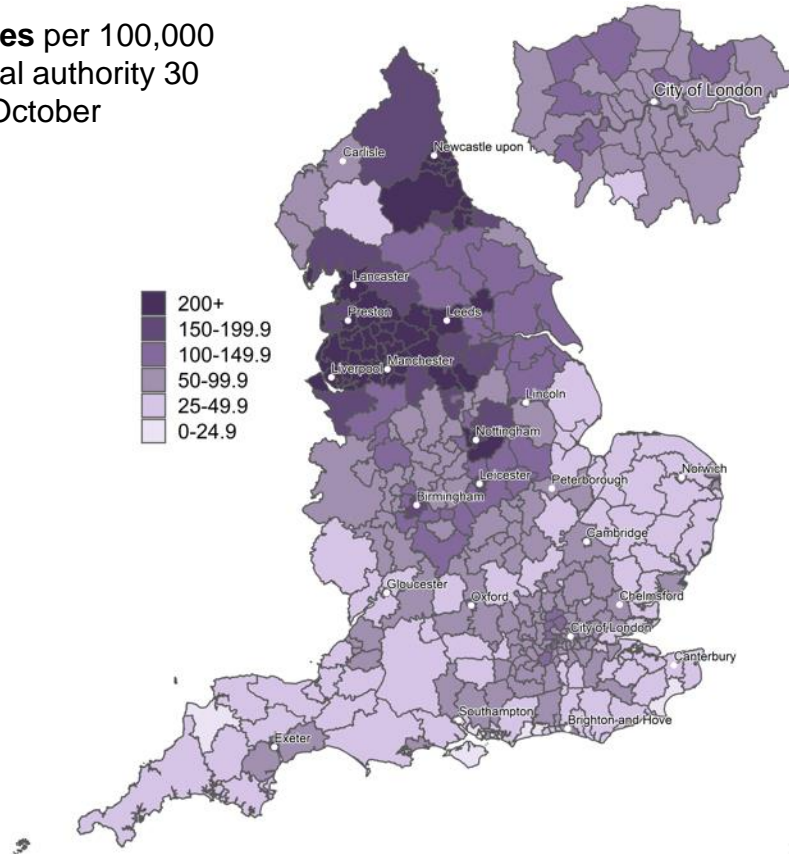 es per 100,000
al authority 30
October
City of London
Carlisle
Newcastle upon
Lancaster
200+
Preston
Leeds
150-199.9
100-149.9
Manchester
50-99.9
Liverpool
25-49.9
Lincoln
0-24.9
Nottingham
Leicester
Peterborough
Norwich
Birmingham
Cambridge
Gloucester
Oxford
Chelmsford
City of London
Canterbury
Southampton
Brighton and Hove
Exeter